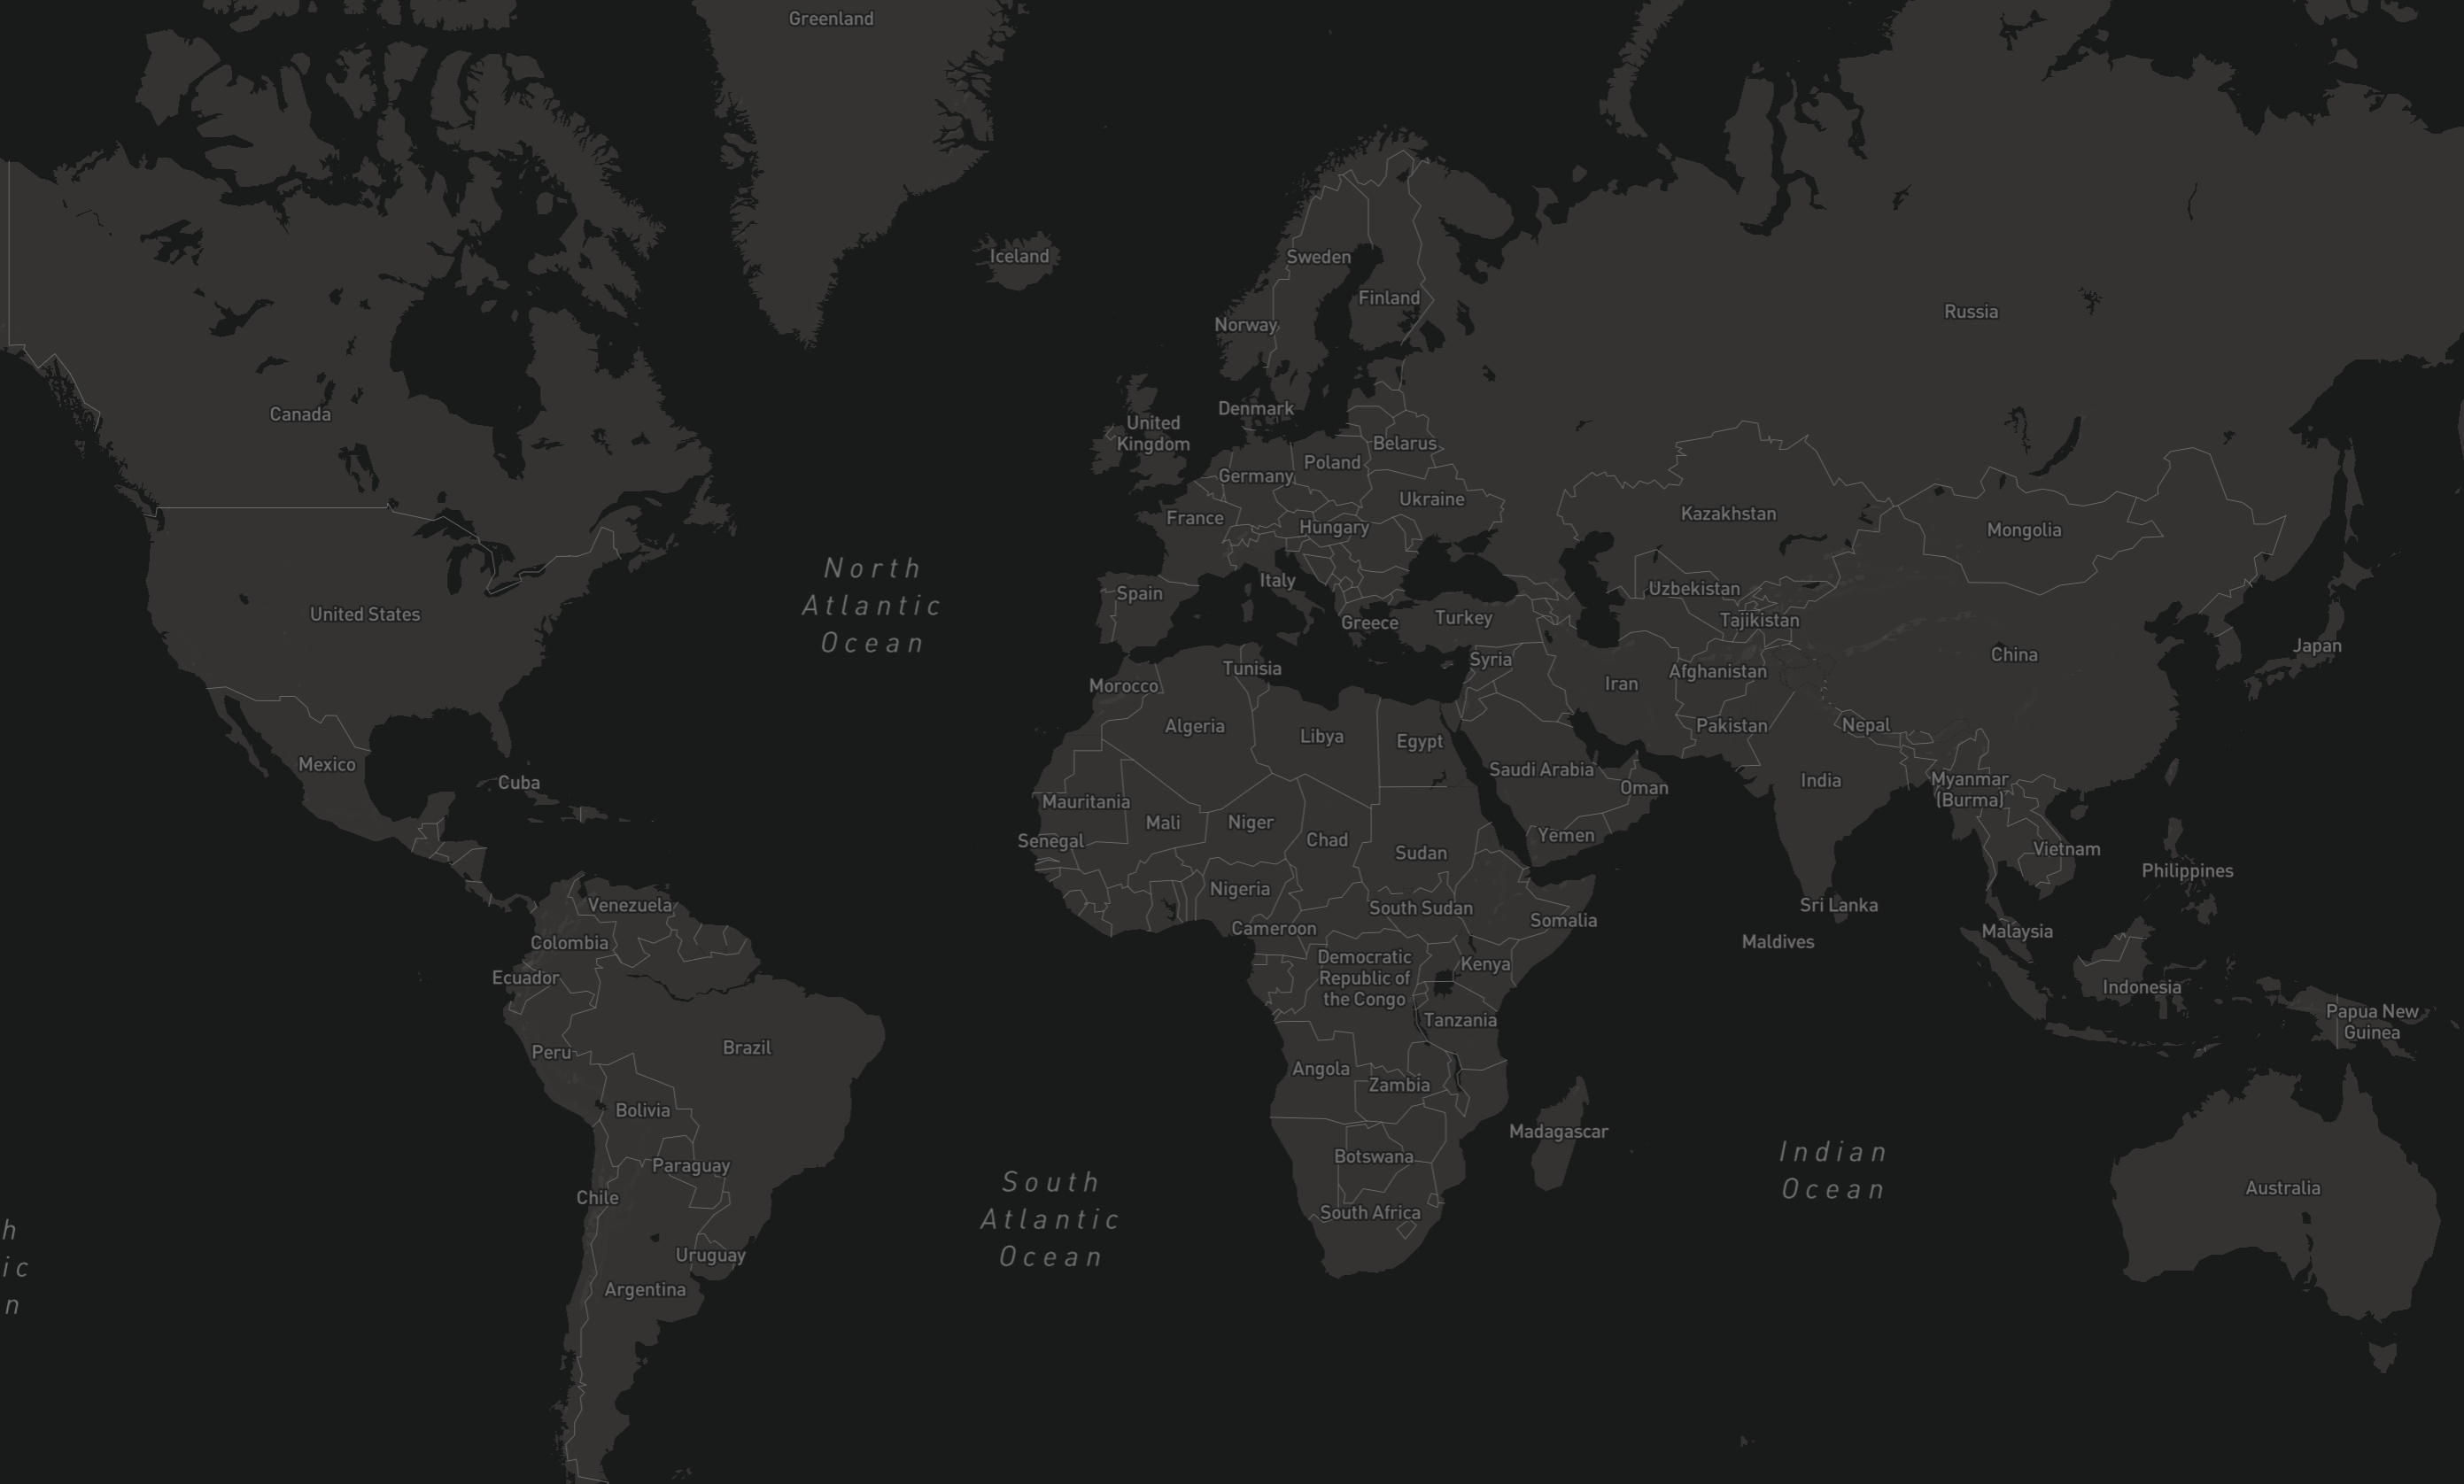 Greenland
Iceland
Sweden
Finland
Norway
Russia
Canada
Denmark
United
Kingdom
Belarus
Poland
Germany
Ukraine
France
Kazakhstan
Hungary
Mongolia
North
Atlantic
Ocean
Italy
Spain
Uzbekistan
United States
Greece
Turkey
Tajikistan
Japan
China
Syria
Tunisia
Afghanistan
Iran
Morocco
Algeria
Libya
Egypt
Pakistan
Nepal
Mexico
Cuba
Saudi Arabia
Oman
India
Myanmar
(Burma)
Mauritania
Mali
Niger
Chad
Senegal
Sudan
Yemen
Vietnam
Philippines
Nigeria
Venezuela
South Sudan
Somalia
Sri Lanka
Cameroon
Malaysia
Colombia
Maldives
Democratic
Republic of
the Congo
Kenya
Ecuador
Indonesia
Tanzania
Papua New
Guinea
Peru
Brazil
Angola
Zambia
Bolivia
Madagascar
Botswana
Indian
Ocean
Paraguay
South
Atlantic
Ocean
Chile
Australia
South Africa
h
ic
n
Uruguay
Argentina